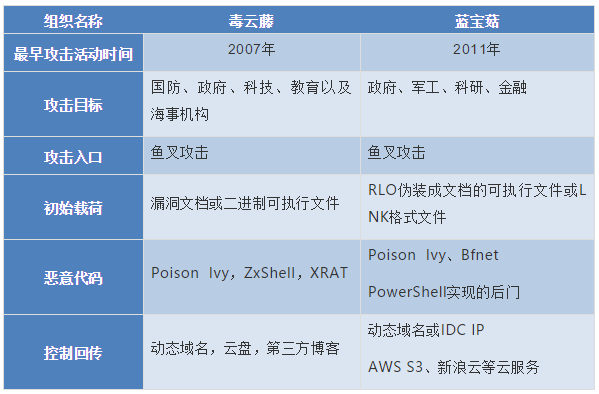 组织名称 毒云藤 蓝宝菇
最早攻击活动时间 2007年 2011年
攻击目标 国防、政府、科技、教育以及
海事机构 政府、军工、科研、金融
攻击入口 鱼叉攻击 鱼叉攻击
初始载荷 漏洞文档或二进制可执行文件 RLO伪装成文档的可执行文件或L
NK格式文件
恶意代码 Poison Ivy，ZxShell，XRAT Poison Ivy、Bfnet
PowerShell实现的后门
控制回传 动态域名，云盘，第三方博客 动态域名或IDC IP
AWS S3、新浪云等云服务